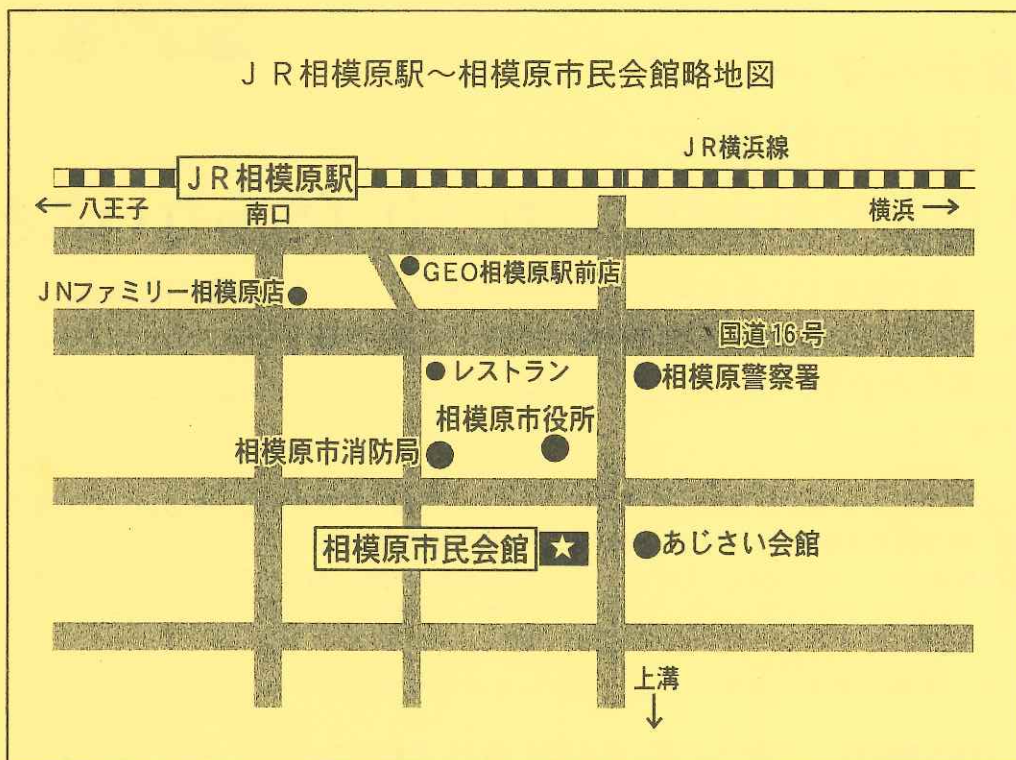 JR相模原駅～相模原市民会館略地図
JR横浜線
JR相模原駅
← 八王子
南口
横浜 →
GEO相模原駅前店
JNファミリー相模原店
国道16号
レストラン
相模原警察署
相模原市役所
相模原市消防局
相模原市民会館
あじさい会館
上溝
↓